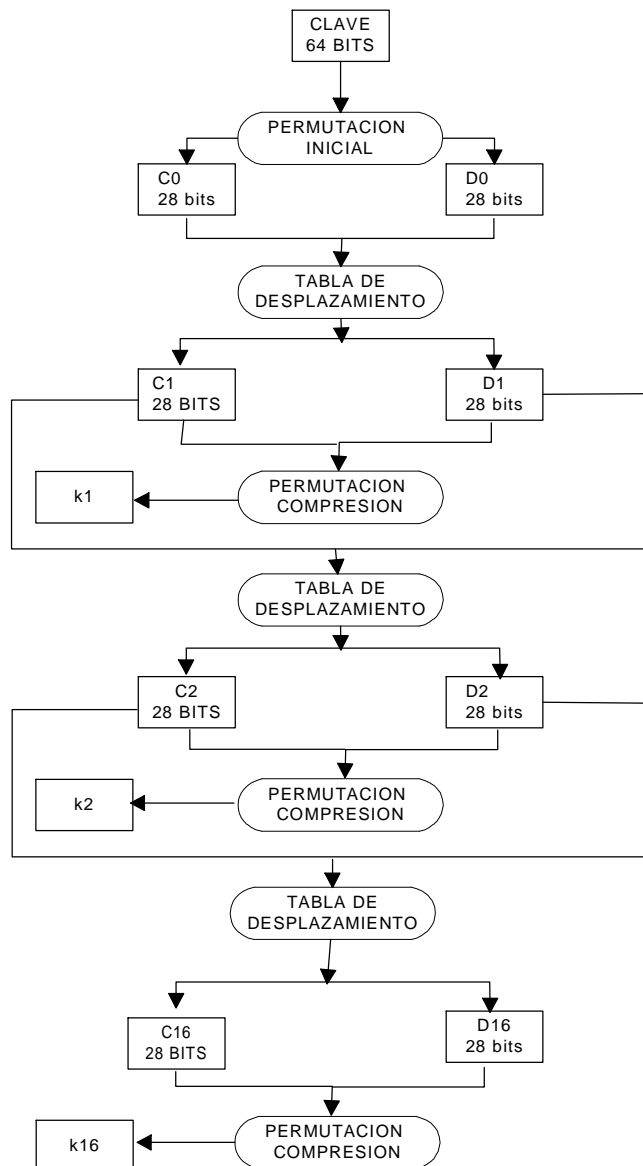 CLAVE
64 BITS
PERMUTACION
INICIAL
C0
28 bits
D0
28 bits
TABLA DE
DESPLAZAMIENTO
C1
28 BITS
D1
28 bits
k1
PERMUTACION
COMPRESION
TABLA DE
DESPLAZAMIENTO
C2
28 BITS
D2
28 bits
k2
PERMUTACION
COMPRESION
TABLA DE
DESPLAZAMIENTO
C16
28 BITS
D16
28 bits
k16
PERMUTACION
COMPRESION